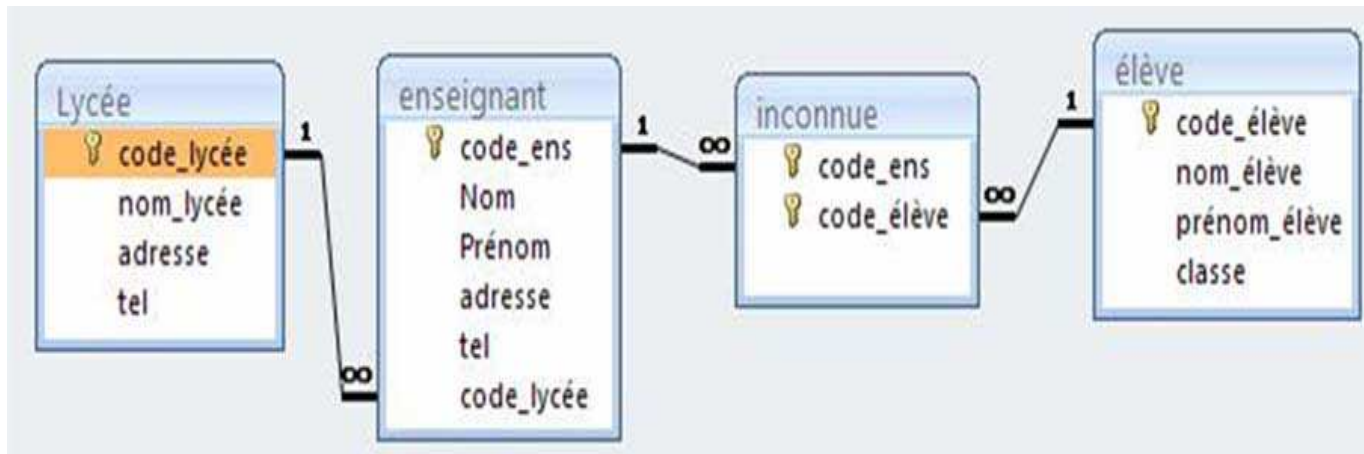 Lycée
code_lycée
nom_lycée
adresse
tel
1
∞
enseignant
code_ens
Nom
Prénom
adresse
tel
code_lycée
1
∞
inconnue
code_ens
code_élève
∞
1
élève
code_élève
nom_élève
prénom_élève
classe